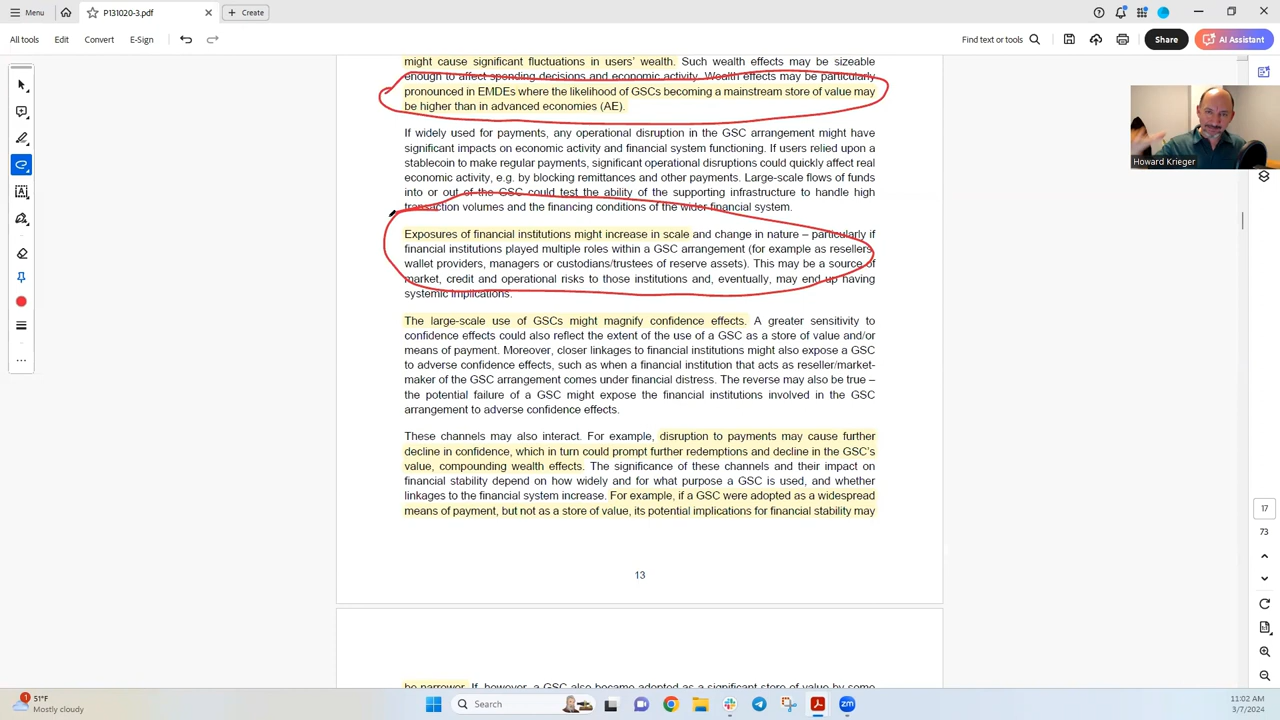 Menu
P131020-3.pdf
Create
All tools
Edit
Convert
E-Sign
Find text or tools
Share
AI Assistant
might cause significant fluctuations in users' wealth. Such wealth effects may be sizeable
enough to affect spending decisions and economic activity. Wealth effects may be particularly
pronounced in EMDEs where the likelihood of GSCs becoming a mainstream store of value may
be higher than in advanced economies (AE).
If widely used for payments, any operational disruption in the GSC arrangement might have
significant impacts on economic activity and financial system functioning. If users relied upon a
stablecoin to make regular payments, significant operational disruptions could quickly affect real
economic activity, e.g. by blocking remittances and other payments. Large-scale flows of funds
into or out of the GSC could test the ability of the supporting infrastructure to handle high
transaction volumes and the financing conditions of the wider financial system.
Exposures of financial institutions might increase in scale and change in nature – particularly if
financial institutions played multiple roles within a GSC arrangement (for example as resellers,
wallet providers, managers or custodians/trustees of reserve assets). This may be a source of
market, credit and operational risks to those institutions and, eventually, may end up having
systemic implications.
The large-scale use of GSCs might magnify confidence effects. A greater sensitivity to
confidence effects could also reflect the extent of the use of a GSC as a store of value and/or
means of payment. Moreover, closer linkages to financial institutions might also expose a GSC
to adverse confidence effects, such as when a financial institution that acts as reseller/market-
maker of the GSC arrangement comes under financial distress. The reverse may also be true –
the potential failure of a GSC might expose the financial institutions involved in the GSC
arrangement to adverse confidence effects.
These channels may also interact. For example, disruption to payments may cause further
decline in confidence, which in turn could prompt further redemptions and decline in the GSC's
value, compounding wealth effects. The significance of these channels and their impact on
financial stability depend on how widely and for what purpose a GSC is used, and whether
linkages to the financial system increase. For example, if a GSC were adopted as a widespread
means of payment, but not as a store of value, its potential implications for financial stability may
13
be narrower. If, however, a GSC also became adopted as a significant store of value by some
Howard Krieger
17
73
1
51°F
Mostly cloudy
Search
zm
11:02 AM
3/7/2024